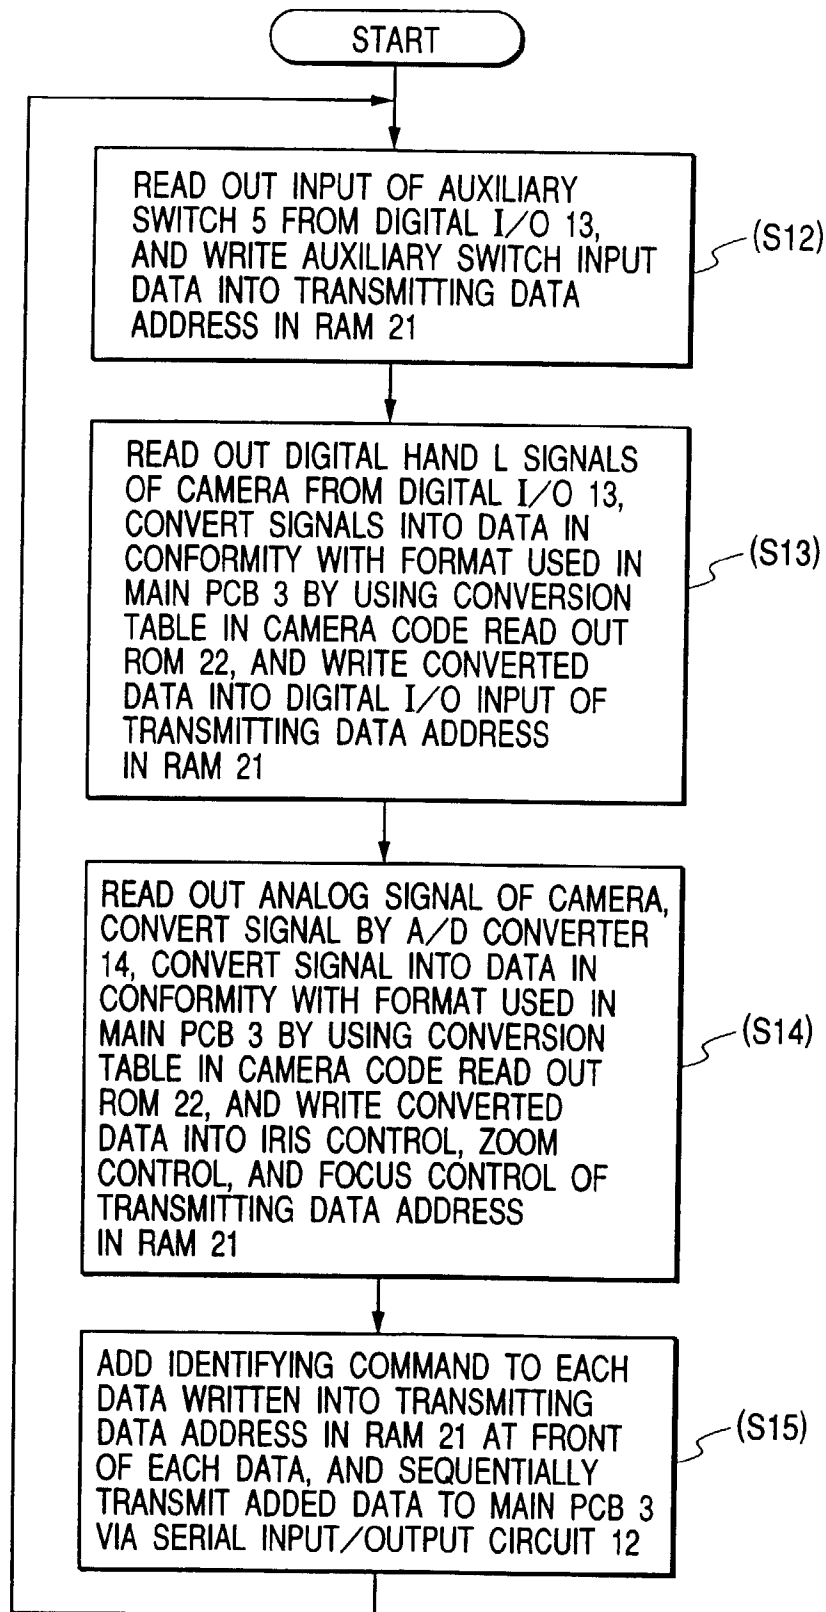 START
READ OUT INPUT OF AUXILIARY
SWITCH 5 FROM DIGITAL I/O 13,
AND WRITE AUXILIARY SWITCH INPUT
DATA INTO TRANSMITTING DATA
ADDRESS IN RAM 21
(S12)
READ OUT DIGITAL HAND L SIGNALS
OF CAMERA FROM DIGITAL I/O 13,
CONVERT SIGNALS INTO DATA IN
CONFORMITY WITH FORMAT USED IN
MAIN PCB 3 BY USING CONVERSION
TABLE IN CAMERA CODE READ OUT
ROM 22, AND WRITE CONVERTED
DATA INTO DIGITAL I/O INPUT OF
TRANSMITTING DATA ADDRESS
IN RAM 21
(S13)
READ OUT ANALOG SIGNAL OF CAMERA,
CONVERT SIGNAL BY A/D CONVERTER
14, CONVERT SIGNAL INTO DATA IN
CONFORMITY WITH FORMAT USED IN
MAIN PCB 3 BY USING CONVERSION
TABLE IN CAMERA CODE READ OUT
ROM 22, AND WRITE CONVERTED
DATA INTO IRIS CONTROL, ZOOM
CONTROL, AND FOCUS CONTROL OF
TRANSMITTING DATA ADDRESS
IN RAM 21
(S14)
ADD IDENTIFYING COMMAND TO EACH
DATA WRITTEN INTO TRANSMITTING
DATA ADDRESS IN RAM 21 AT FRONT
OF EACH DATA, AND SEQUENTIALLY
TRANSMIT ADDED DATA TO MAIN PCB 3
VIA SERIAL INPUT/OUTPUT CIRCUIT 12
(S15)